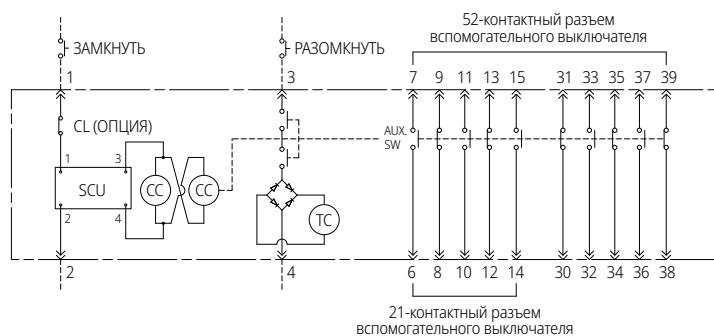 52-контактный разъем
вспомогательного выключателя
ЗАМКНУТЬ
РАЗОМКНУТЬ
1
3
7
9
11
13
15
31
33
35
37
39
CL (ОПЦИЯ)
AUX.
SW
1
3
SCU
CC
CC
2
4
TC
2
4
6
8
10
12
14
30
32
34
36
38
21-контактный разъем
вспомогательного выключателя